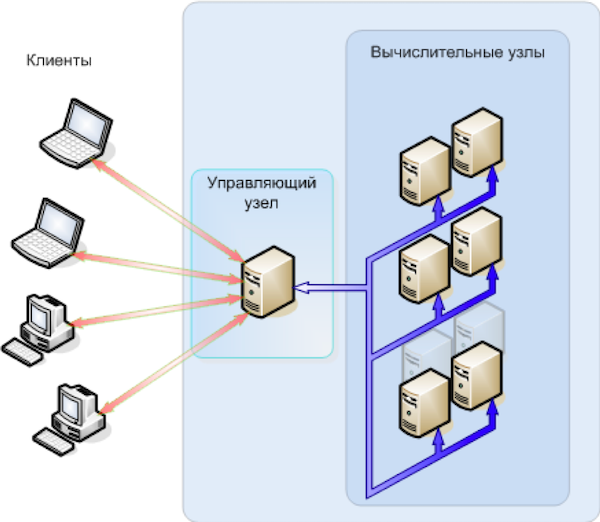 Клиенты
Вычислительные узлы
Управляющий
узел